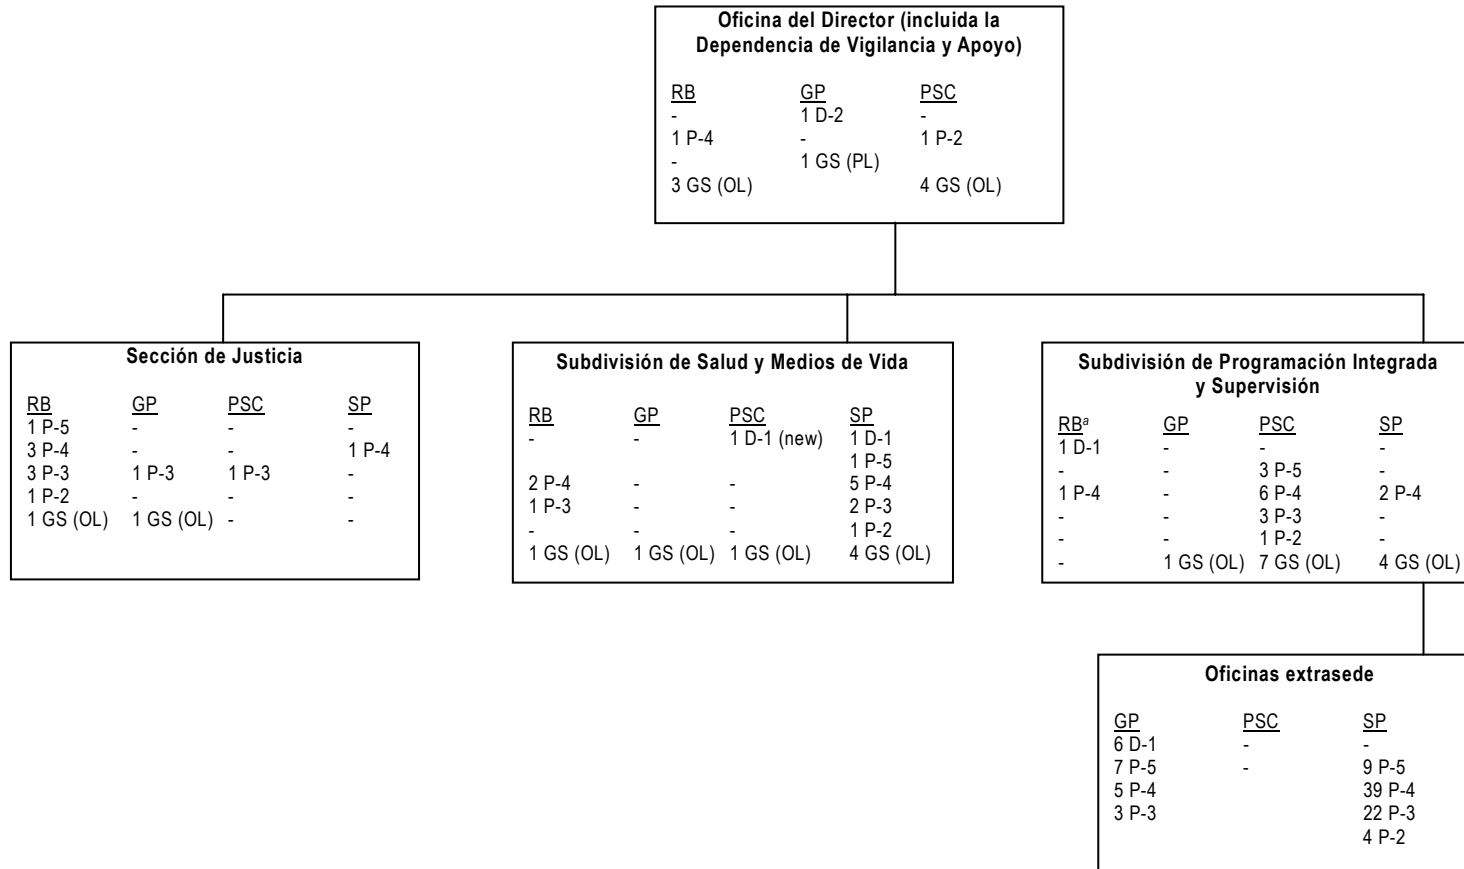 Oficina del Director (incluida la
Dependencia de Vigilancia y Apoyo)
RB GP PSC
- 1 D-2 -
1 P-4 - 1 P-2
- 1 GS (PL)
3 GS (OL) 4 GS (OL)
Sección de Justicia
RB GP PSC SP
1 P-5 - - -
3 P-4 - - 1 P-4
3 P-3 1 P-3 1 P-3 -
1 P-2 - - -
1 GS (OL) 1 GS (OL) - -
Subdivisión de Salud y Medios de Vida
RB GP PSC SP
- - 1 D-1 (new) 1 D-1
1 P-5
2 P-4 - - 5 P-4
1 P-3 - - 2 P-3
- - - 1 P-2
1 GS (OL) 1 GS (OL) 1 GS (OL) 4 GS (OL)
Subdivisión de Programación Integrada
y Supervisión
RBª GP PSC SP
1 D-1 - - -
- - 3 P-5 -
1 P-4 - 6 P-4 2 P-4
- - 3 P-3 -
- - 1 P-2 -
- 1 GS (OL) 7 GS (OL) 4 GS (OL)
Oficinas extrasede
GP PSC SP
6 D-1 - -
7 P-5 - 9 P-5
5 P-4 39 P-4
3 P-3 22 P-3
4 P-2